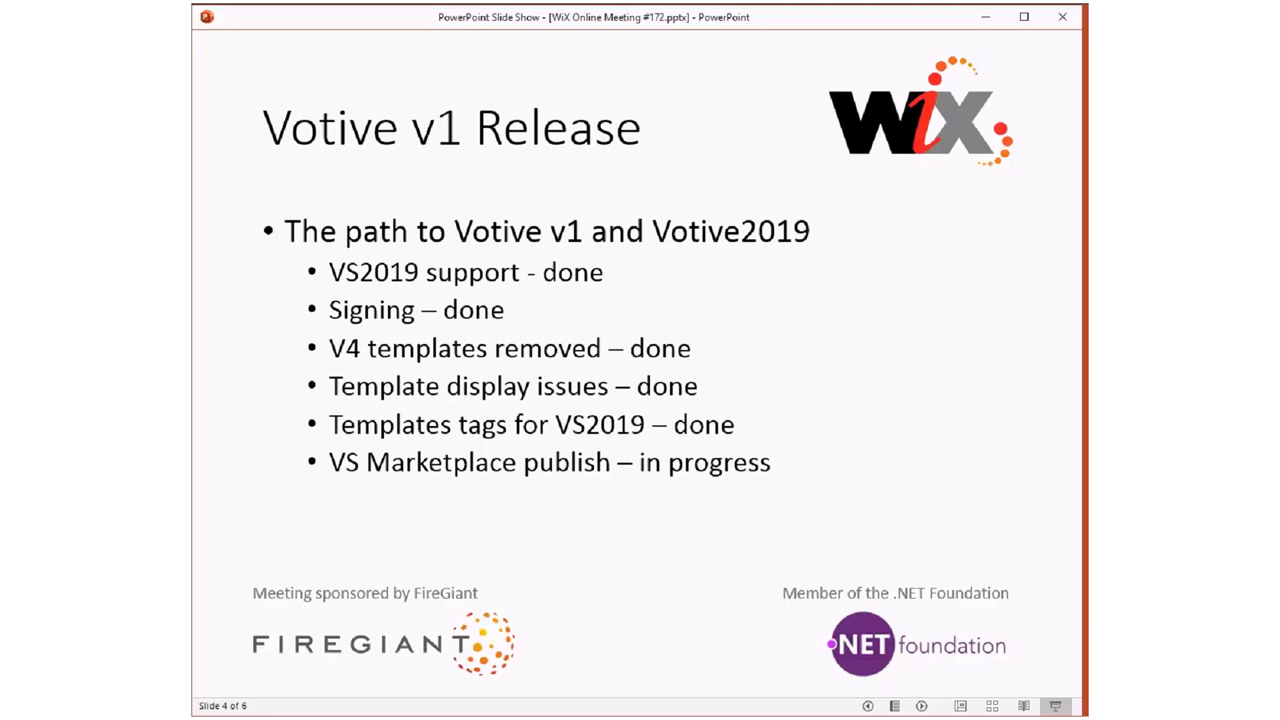 PowerPoint Slide Show - [WiX Online Meeting #172.pptx] - PowerPoint
WiX
Votive v1 Release
• The path to Votive v1 and Votive2019
• VS2019 support - done
• Signing – done
• V4 templates removed – done
• Template display issues – done
• Templates tags for VS2019 – done
• VS Marketplace publish – in progress
Meeting sponsored by FireGiant
Member of the .NET Foundation
FIREGIANT
.NET foundation
Slide 4 of 6